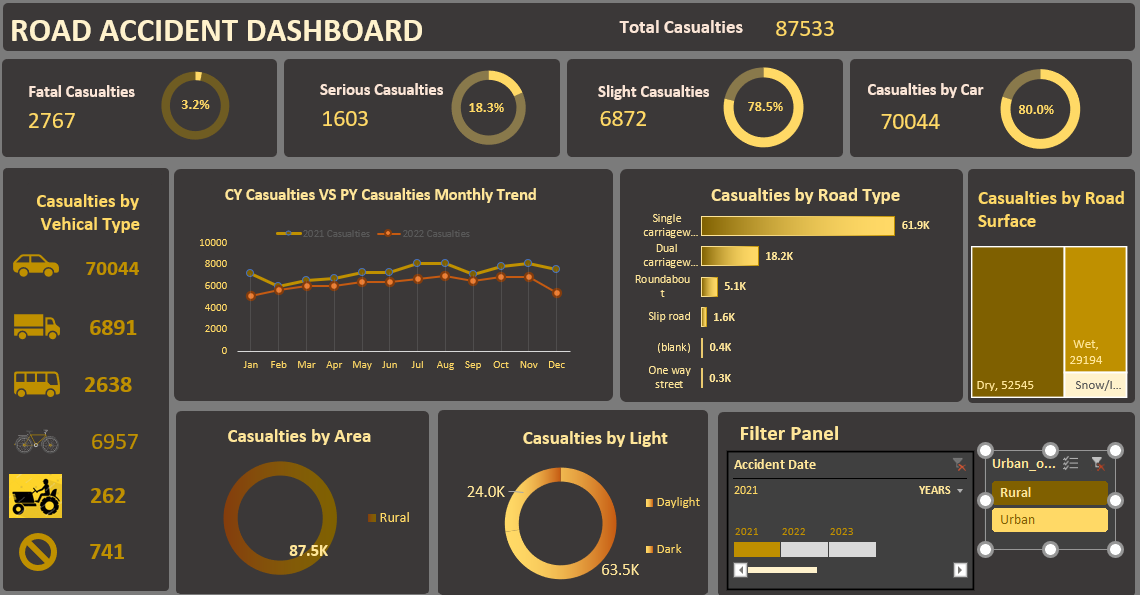 ROAD ACCIDENT DASHBOARD
Total Casualties
87533
Fatal Casualties
2767
3.2%
Serious Casualties
1603
18.3%
Slight Casualties
6872
78.5%
Casualties by Car
70044
80.0%
Casualties by
Vehical Type
70044
6891
2638
6957
262
741
CY Casualties VS PY Casualties Monthly Trend
2021 Casualties
2022 Casualties
10000
8000
6000
4000
2000
0
Jan Feb Mar Apr May Jun Jul Aug Sep Oct Nov Dec
Casualties by Road Type
Single
carriagew...
61.9K
Dual
carriagew...
18.2K
Roundabou
t
5.1K
Slip road
1.6K
(blank)
0.4K
One way
street
0.3K
Casualties by Road
Surface
Dry, 52545
Wet,
29194
Snow/I...
Casualties by Area
87.5K
Rural
Casualties by Light
24.0K
63.5K
Daylight
Dark
Filter Panel
Accident Date
2021
YEARS
2021 2022 2023
Urban_o...
Rural
Urban